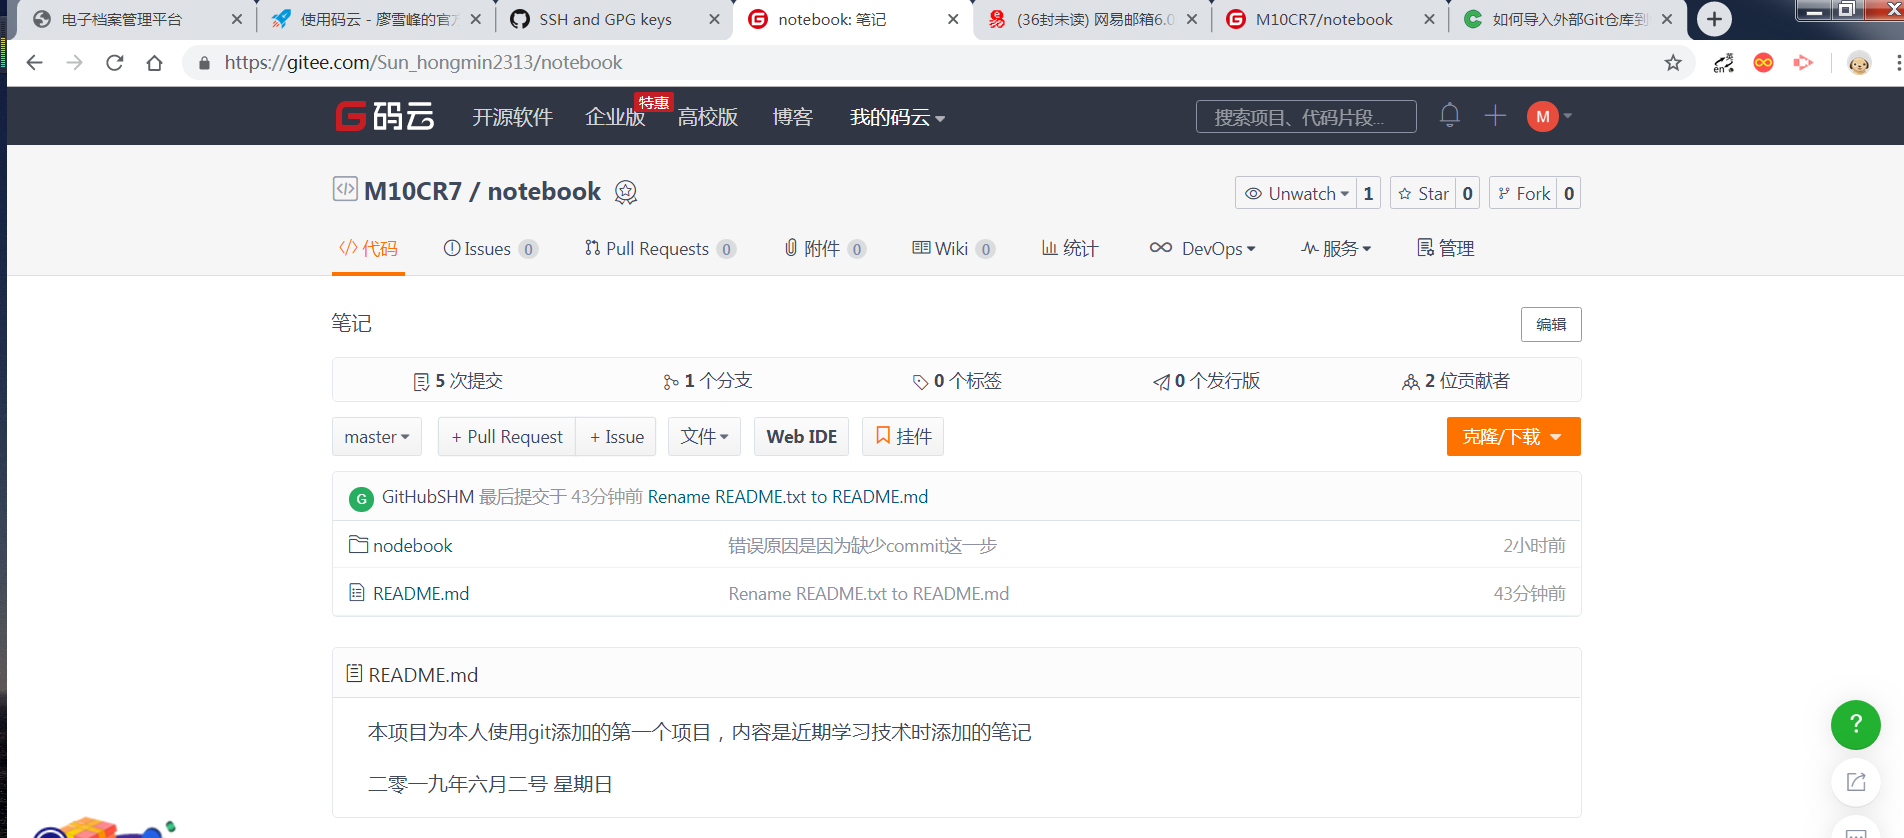 电子档案管理平台
使用码云 - 廖雪峰的官方
SSH and GPG keys
notebook: 笔记
(36封未读) 网易邮箱6.0
M10CR7/notebook
如何导入外部Git仓库到
https://gitee.com/Sun_hongmin2313/notebook
英
en
G 码云
开源软件
企业版
特惠
高校版
博客
我的码云
搜索项目、代码片段...
M
M10CR7 / notebook
Unwatch 1
Star 0
Fork 0
代码
Issues 0
Pull Requests 0
附件 0
Wiki 0
统计
DevOps
服务
管理
笔记
编辑
5 次提交
1 个分支
0 个标签
0 个发行版
2 位贡献者
master
+ Pull Request
+ Issue
文件
Web IDE
挂件
克隆/下载
G GitHubSHM 最后提交于 43分钟前 Rename README.txt to README.md
nodebook 错误原因是因为缺少commit这一步 2小时前
README.md Rename README.txt to README.md 43分钟前
README.md
本项目为本人使用git添加的第一个项目，内容是近期学习技术时添加的笔记
二零一九年六月二号 星期日
?